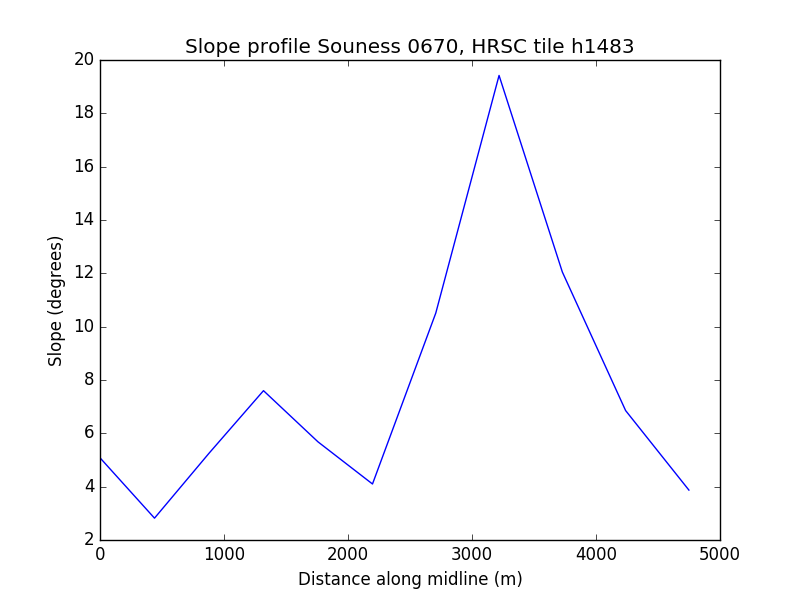 Slope profile Souness 0670, HRSC tile h1483
20
18
16
14
12
10
8
6
4
2
Slope (degrees)
0 1000 2000 3000 4000 5000
Distance along midline (m)